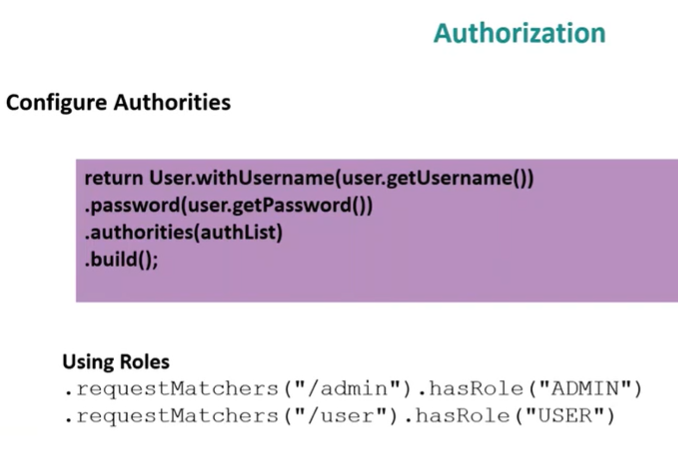 Authorization
Configure Authorities
return User.withUsername(user.getUsername())
.password(user.getPassword())
.authorities(authList)
.build();
Using Roles
.requestMatchers("/admin").hasRole("ADMIN")
.requestMatchers("/user").hasRole("USER")